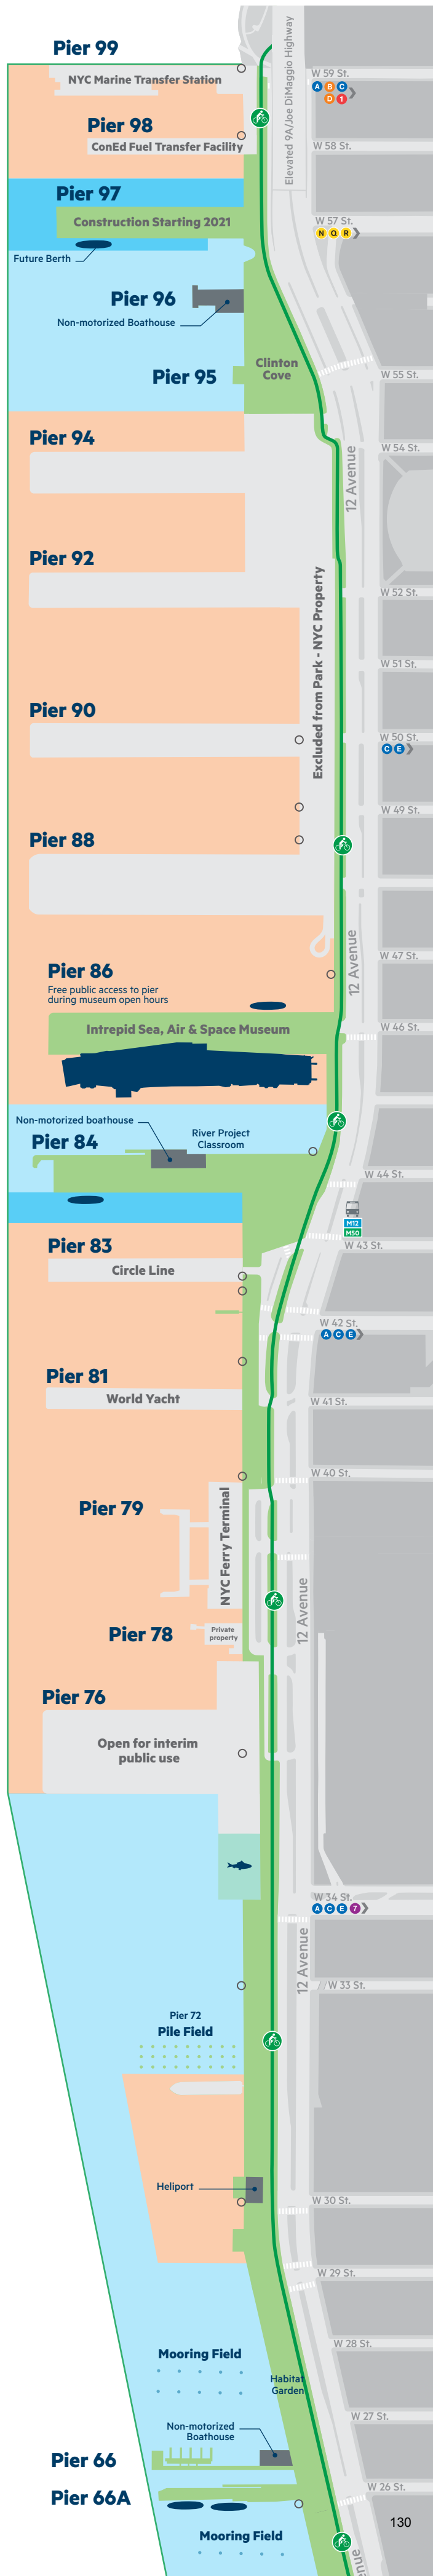 Pier 99
NYC Marine Transfer Station
Elevated 9A/Joe DiMaggio Highway
W 59 St.
A B C
D 1
Pier 98
ConEd Fuel Transfer Facility
W 58 St.
Pier 97
Construction Starting 2021
W 57 St.
N Q R
Future Berth
Pier 96
Non-motorized Boathouse
Clinton
Cove
Pier 95
W 55 St.
Pier 94
W 54 St.
12 Avenue
Pier 92
W 52 St.
Excluded from Park - NYC Property
W 51 St.
Pier 90
W 50 St.
C E
W 49 St.
Pier 88
12 Avenue
W 47 St.
Pier 86
Free public access to pier
during museum open hours
Intrepid Sea, Air & Space Museum
W 46 St.
Non-motorized boathouse
River Project
Classroom
Pier 84
W 44 St.
M12
M50
W 43 St.
Pier 83
Circle Line
W 42 St.
A C E
Pier 81
World Yacht
W 41 St.
W 40 St.
Pier 79
NYC Ferry Terminal
12 Avenue
Pier 78
Private
property
Pier 76
Open for interim
public use
W 34 St.
A C E 7
12 Avenue
W 33 St.
Pier 72
Pile Field
Heliport
W 30 St.
W 29 St.
W 28 St.
Mooring Field
Habitat
Garden
W 27 St.
Non-motorized
Boathouse
Pier 66
W 26 St.
Pier 66A
130
Mooring Field
enue